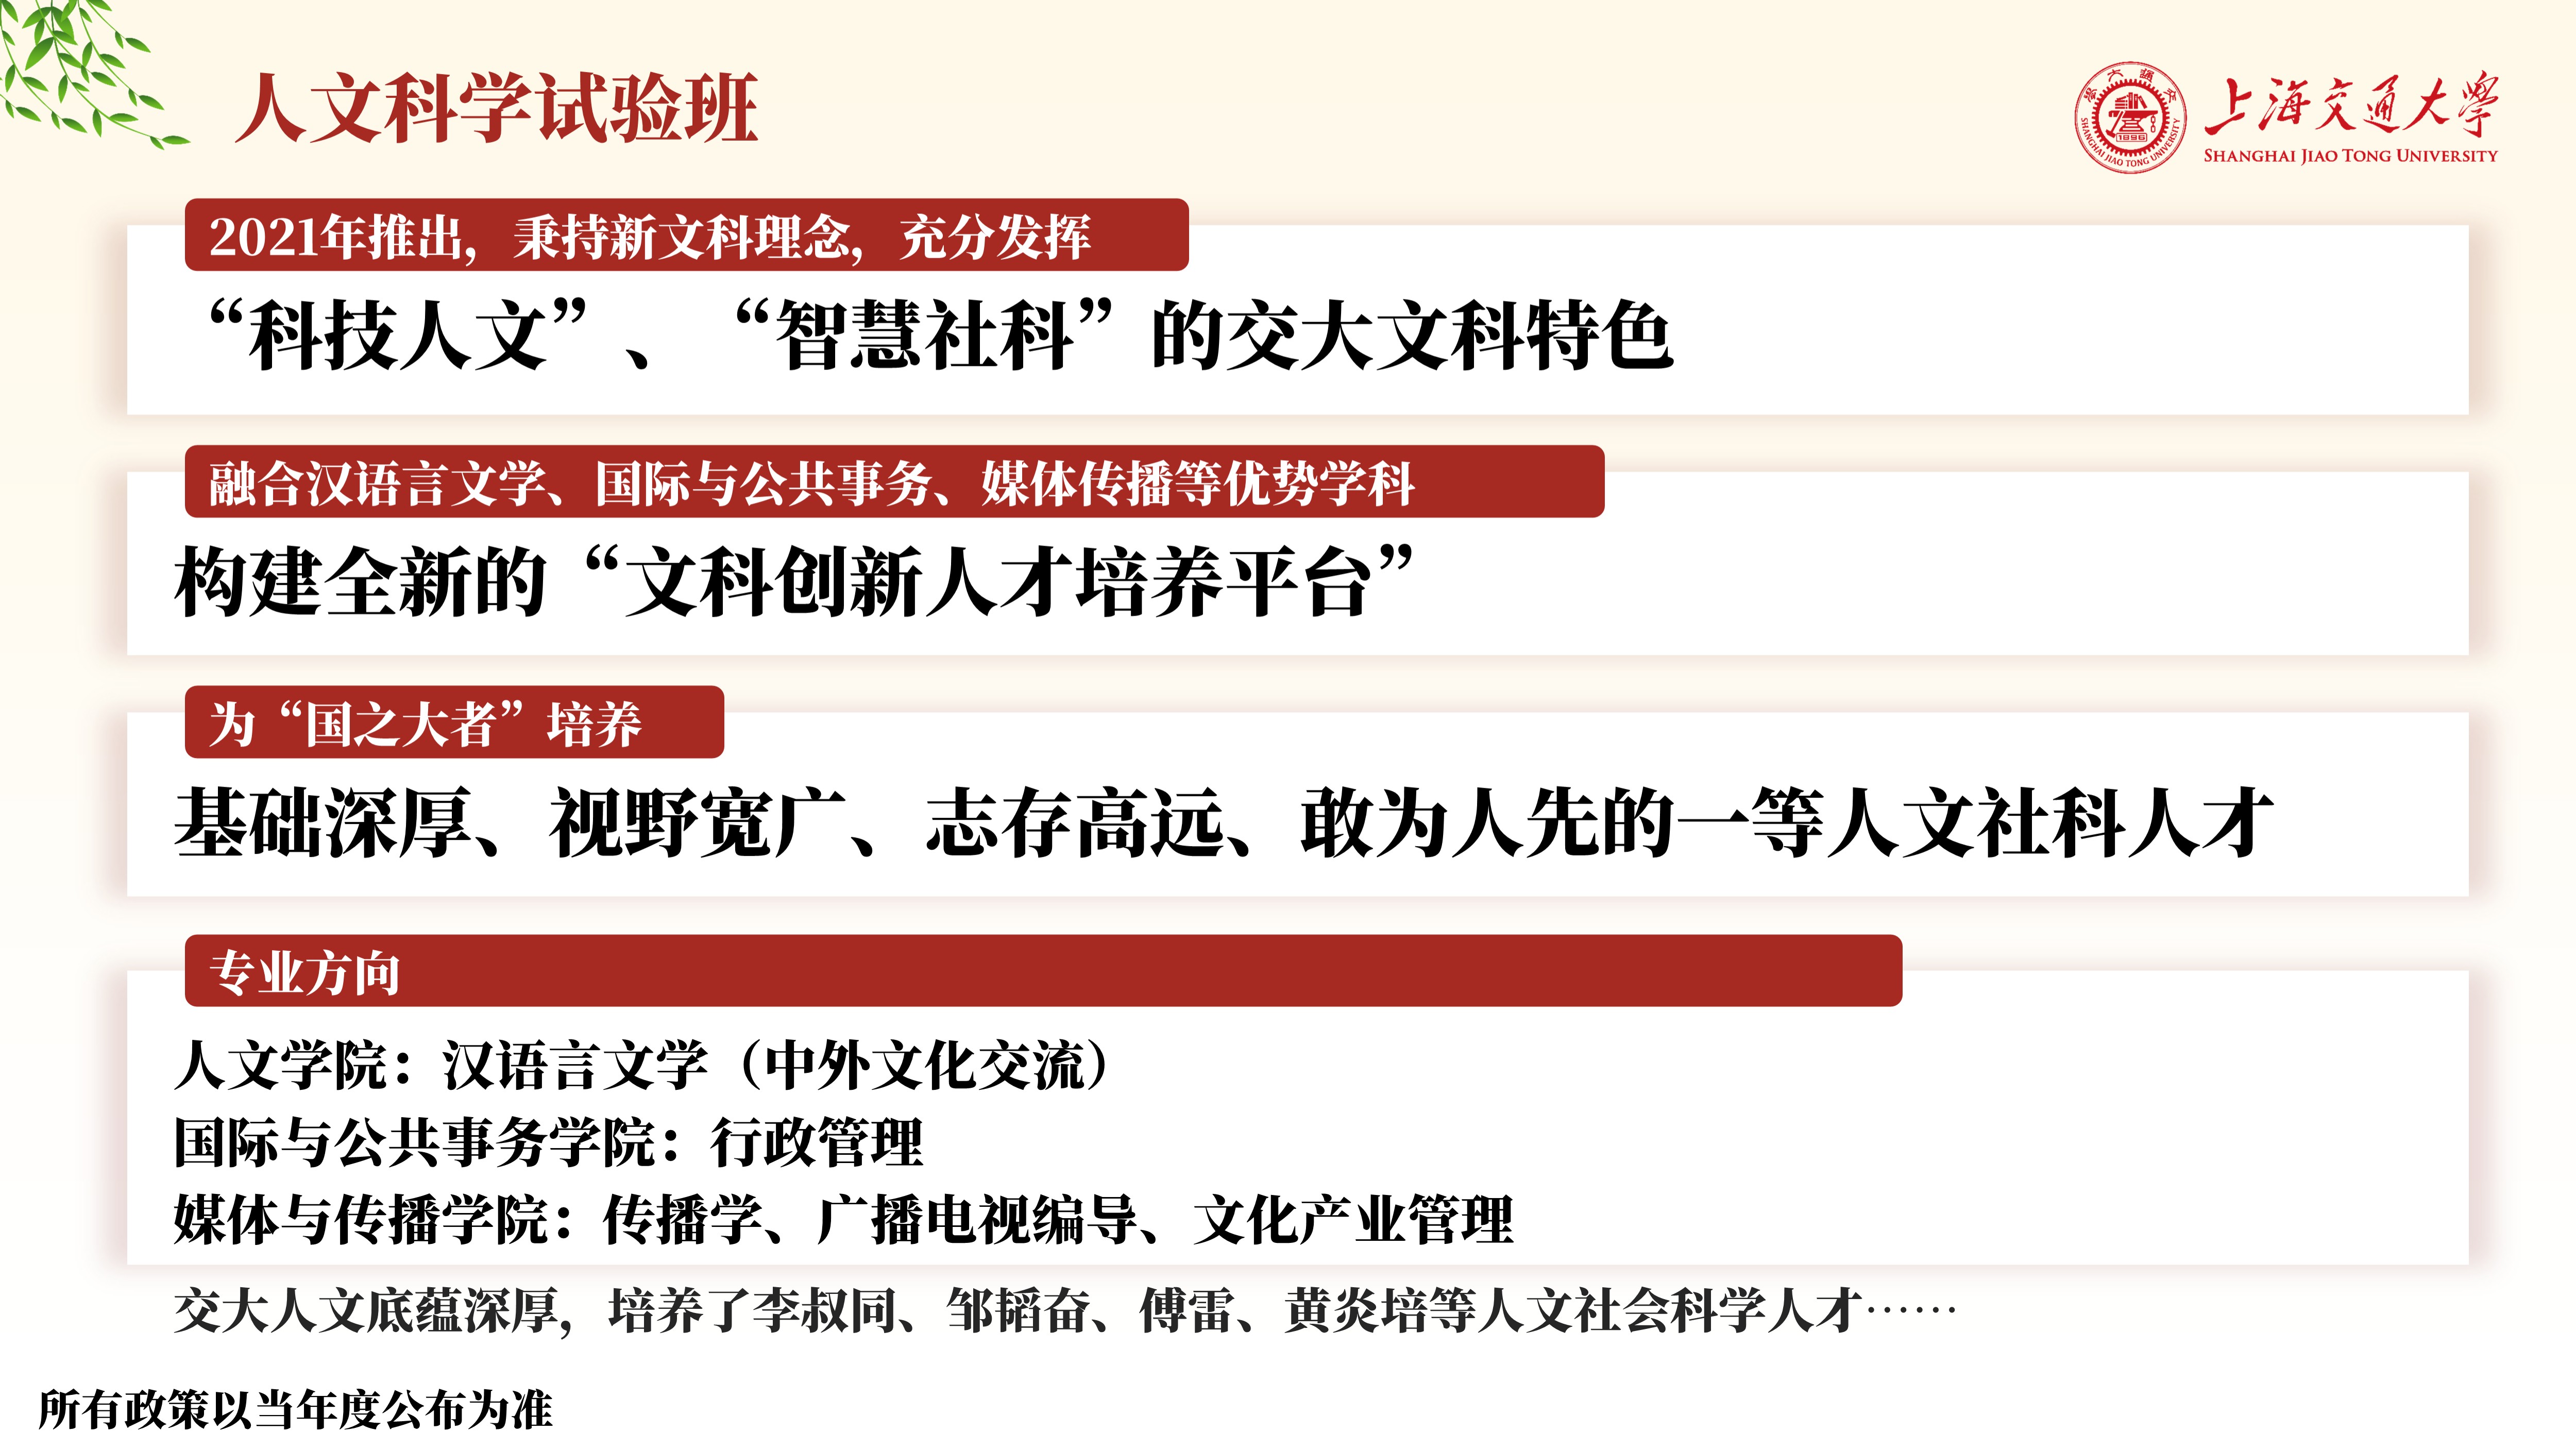 人文科学试验班
上海交通大学
SHANGHAI JIAO TONG UNIVERSITY
1896
SHANGHAI JIAO TONG UNIVERSITY
2021年推出，秉持新文科理念，充分发挥
“科技人文”、“智慧社科”的交大文科特色
融合汉语言文学、国际与公共事务、媒体传播等优势学科
构建全新的“文科创新人才培养平台”
为“国之大者”培养
基础深厚、视野宽广、志存高远、敢为人先的一等人文社科人才
专业方向
人文学院：汉语言文学（中外文化交流）
国际与公共事务学院：行政管理
媒体与传播学院：传播学、广播电视编导、文化产业管理
交大人文底蕴深厚，培养了李叔同、邹韬奋、傅雷、黄炎培等人文社会科学人才……
所有政策以当年度公布为准